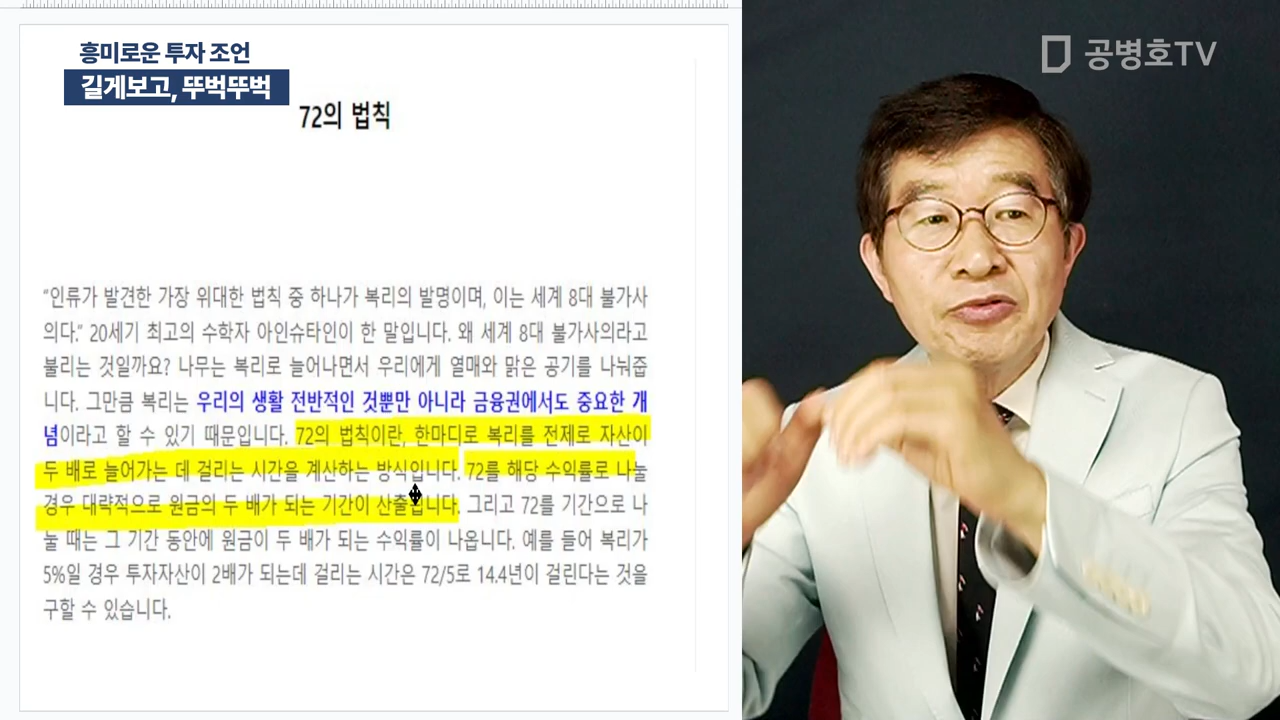 흥미로운 투자 조언
길게보고, 뚜벅뚜벅
공병호TV
72의 법칙
“인류가 발견한 가장 위대한 법칙 중 하나가 복리의 발명이며, 이는 세계 8대 불가사
의다.” 20세기 최고의 수학자 아인슈타인이 한 말입니다. 왜 세계 8대 불가사의라고
불리는 것일까요? 나무는 복리로 늘어나면서 우리에게 열매와 맑은 공기를 나눠줍
니다. 그만큼 복리는 우리의 생활 전반적인 것뿐만 아니라 금융권에서도 중요한 개
념이라고 할 수 있기 때문입니다. 72의 법칙이란, 한마디로 복리를 전제로 자산이
두 배로 늘어가는 데 걸리는 시간을 계산하는 방식입니다. 72를 해당 수익률로 나눌
경우 대략적으로 원금의 두 배가 되는 기간이 산출됩니다. 그리고 72를 기간으로 나
눌 때는 그 기간 동안에 원금이 두 배가 되는 수익률이 나옵니다. 예를 들어 복리가
5%일 경우 투자자산이 2배가 되는데 걸리는 시간은 72/5로 14.4년이 걸린다는 것을
구할 수 있습니다.